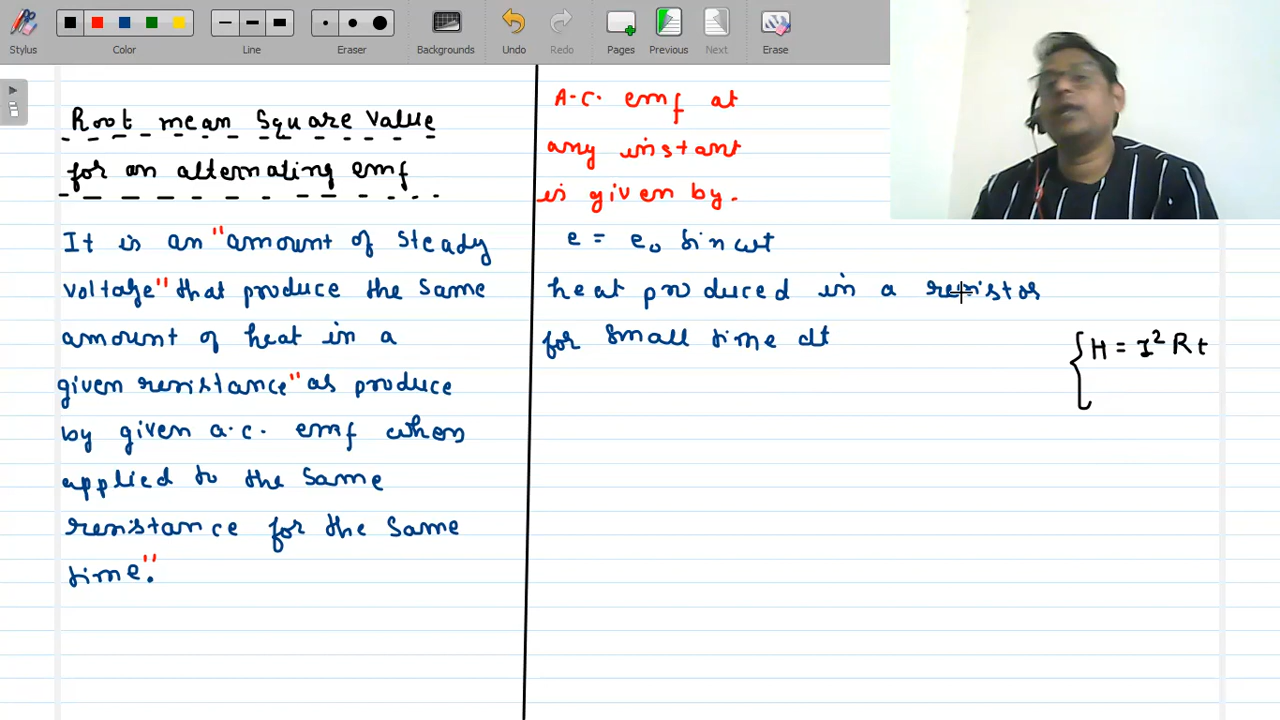 Stylus
Color
Line
Eraser
Backgrounds
Undo
Redo
Pages
Previous
Next
Erase
Root mean Square Value
for an alternating emf
It is an "amount of steady
voltage" that produce the same
amount of heat in a
given resistance" as produce
by given a.c. emf when
applied to the same
resistance for the same
time".
A.C. emf at
any instant
is given by.
e = e₀ Sin ωt
heat produced in a resistor
for small time dt
{ H = I² R t